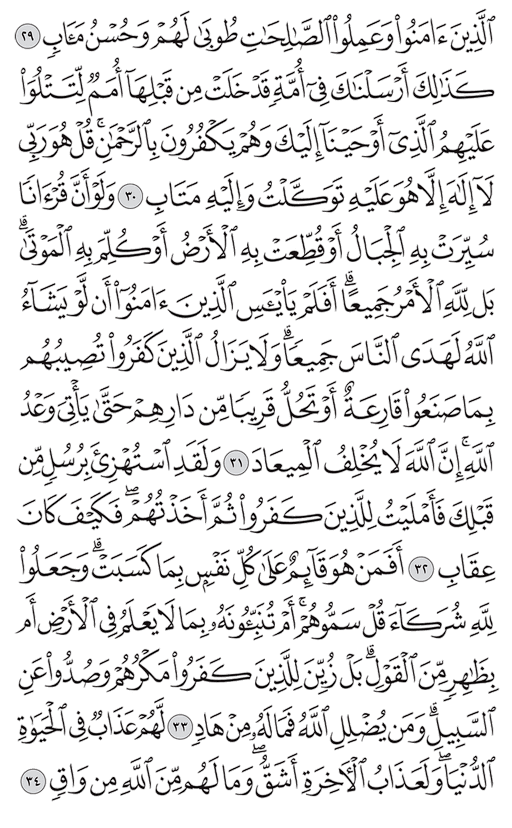 ٱلَّذِينَ ءَامَنُوا۟ وَعَمِلُوا۟ ٱلصَّـٰلِحَـٰتِ طُوبَىٰ لَهُمْ وَحُسْنُ مَـَٔابٍ ٢٩
كَذَٰلِكَ أَرْسَلْنَـٰكَ فِىٓ أُمَّةٍ قَدْ خَلَتْ مِن قَبْلِهَآ أُمَمٌ لِّتَتْلُوَا۟
عَلَيْهِمُ ٱلَّذِىٓ أَوْحَيْنَآ إِلَيْكَ وَهُمْ يَكْفُرُونَ بِٱلرَّحْمَـٰنِ ۚ قُلْ هُوَ رَبِّى
لَآ إِلَـٰهَ إِلَّا هُوَ عَلَيْهِ تَوَكَّلْتُ وَإِلَيْهِ مَتَابِ ٣٠ وَلَوْ أَنَّ قُرْءَانًا
سُيِّرَتْ بِهِ ٱلْجِبَالُ أَوْ قُطِّعَتْ بِهِ ٱلْأَرْضُ أَوْ كُلِّمَ بِهِ ٱلْمَوْتَىٰ ۗ
بَل لِّلَّهِ ٱلْأَمْرُ جَمِيعًا ۗ أَفَلَمْ يَا۟يْـَٔسِ ٱلَّذِينَ ءَامَنُوٓا۟ أَن لَّوْ يَشَآءُ
ٱللَّهُ لَهَدَى ٱلنَّاسَ جَمِيعًا ۗ وَلَا يَزَالُ ٱلَّذِينَ كَفَرُوا۟ تُصِيبُهُم
بِمَا صَنَعُوا۟ قَارِعَةٌ أَوْ تَحُلُّ قَرِيبًا مِّن دَارِهِمْ حَتَّىٰ يَأْتِىَ وَعْدُ
ٱللَّهِ ۚ إِنَّ ٱللَّهَ لَا يُخْلِفُ ٱلْمِيعَادَ ٣١ وَلَقَدِ ٱسْتُهْزِئَ بِرُسُلٍ مِّن
قَبْلِكَ فَأَمْلَيْتُ لِلَّذِينَ كَفَرُوا۟ ثُمَّ أَخَذْتُهُمْ ۖ فَكَيْفَ كَانَ
عِقَابِ ٣٢ أَفَمَنْ هُوَ قَآئِمٌ عَلَىٰ كُلِّ نَفْسٍۭ بِمَا كَسَبَتْ ۗ وَجَعَلُوا۟
لِلَّهِ شُرَكَآءَ قُلْ سَمُّوهُمْ ۚ أَمْ تُنَبِّـُٔونَهُۥ بِمَا لَا يَعْلَمُ فِى ٱلْأَرْضِ أَم
بِظَـٰهِرٍ مِّنَ ٱلْقَوْلِ ۗ بَلْ زُيِّنَ لِلَّذِينَ كَفَرُوا۟ مَكْرُهُمْ وَصُدُّوا۟ عَنِ
ٱلسَّبِيلِ ۗ وَمَن يُضْلِلِ ٱللَّهُ فَمَا لَهُۥ مِنْ هَادٍ ٣٣ لَّهُمْ عَذَابٌ فِى ٱلْحَيَوٰةِ
ٱلدُّنْيَا ۖ وَلَعَذَابُ ٱلْـَٔاخِرَةِ أَشَقُّ ۖ وَمَا لَهُم مِّنَ ٱللَّهِ مِن وَاقٍ ٣٤